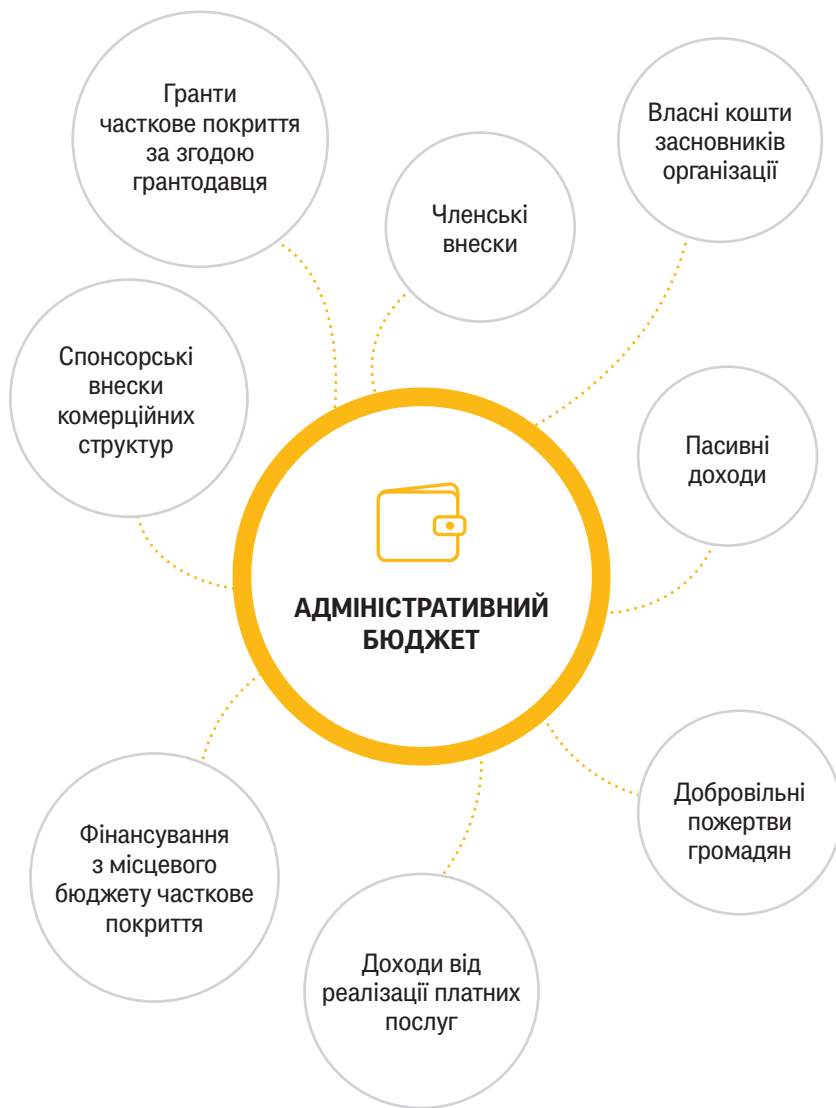 Гранти
часткове покриття
за згодою
грантодавця
Власні кошти
засновників
організації
Членські
внески
Спонсорські
внески
комерційних
структур
Пасивні
доходи
АДМІНІСТРАТИВНИЙ
БЮДЖЕТ
Добровільні
пожертви
громадян
Фінансування
з місцевого
бюджету часткове
покриття
Доходи від
реалізації платних
послуг